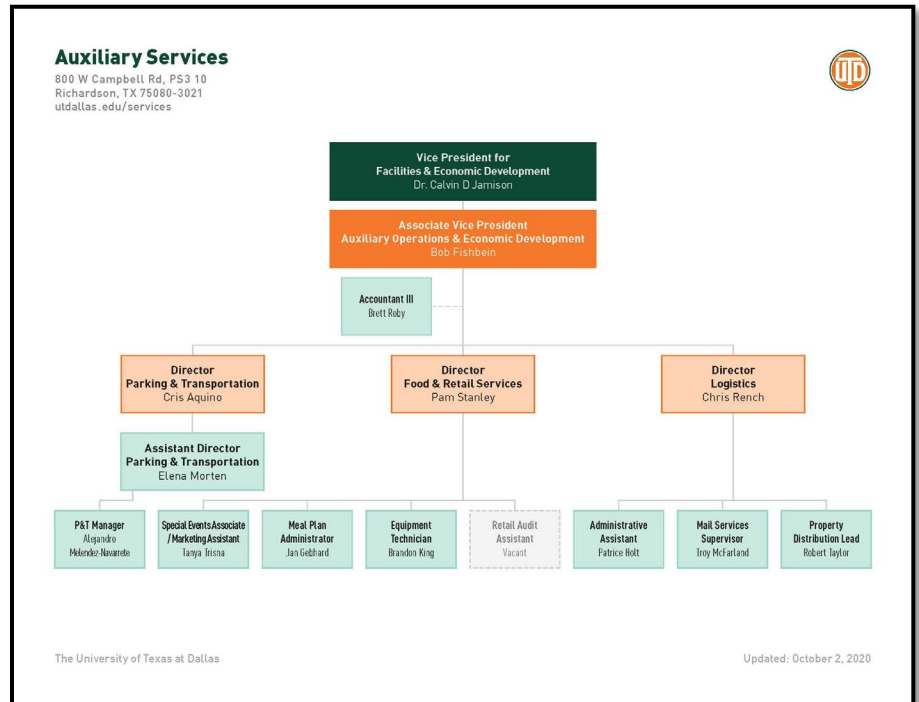 Auxiliary Services
800 W Campbell Rd, PS3 10
Richardson, TX 75080-3021
utdallas.edu/services
UTD
Vice President for
Facilities & Economic Development
Dr. Calvin D Jamison
Associate Vice President
Auxiliary Operations & Economic Development
Bob Fishbein
Accountant III
Brett Roby
Director
Parking & Transportation
Cris Aquino
Director
Food & Retail Services
Pam Stanley
Director
Logistics
Chris Rench
Assistant Director
Parking & Transportation
Elena Morten
P&T Manager
Alejandro
Melendez-Navarrete
Special Events Associate
/ Marketing Assistant
Tanya Trisna
Meal Plan
Administrator
Jan Gebhard
Equipment
Technician
Brandon King
Retail Audit
Assistant
Vacant
Administrative
Assistant
Patrice Holt
Mail Services
Supervisor
Troy McFarland
Property
Distribution Lead
Robert Taylor
The University of Texas at Dallas
Updated: October 2, 2020